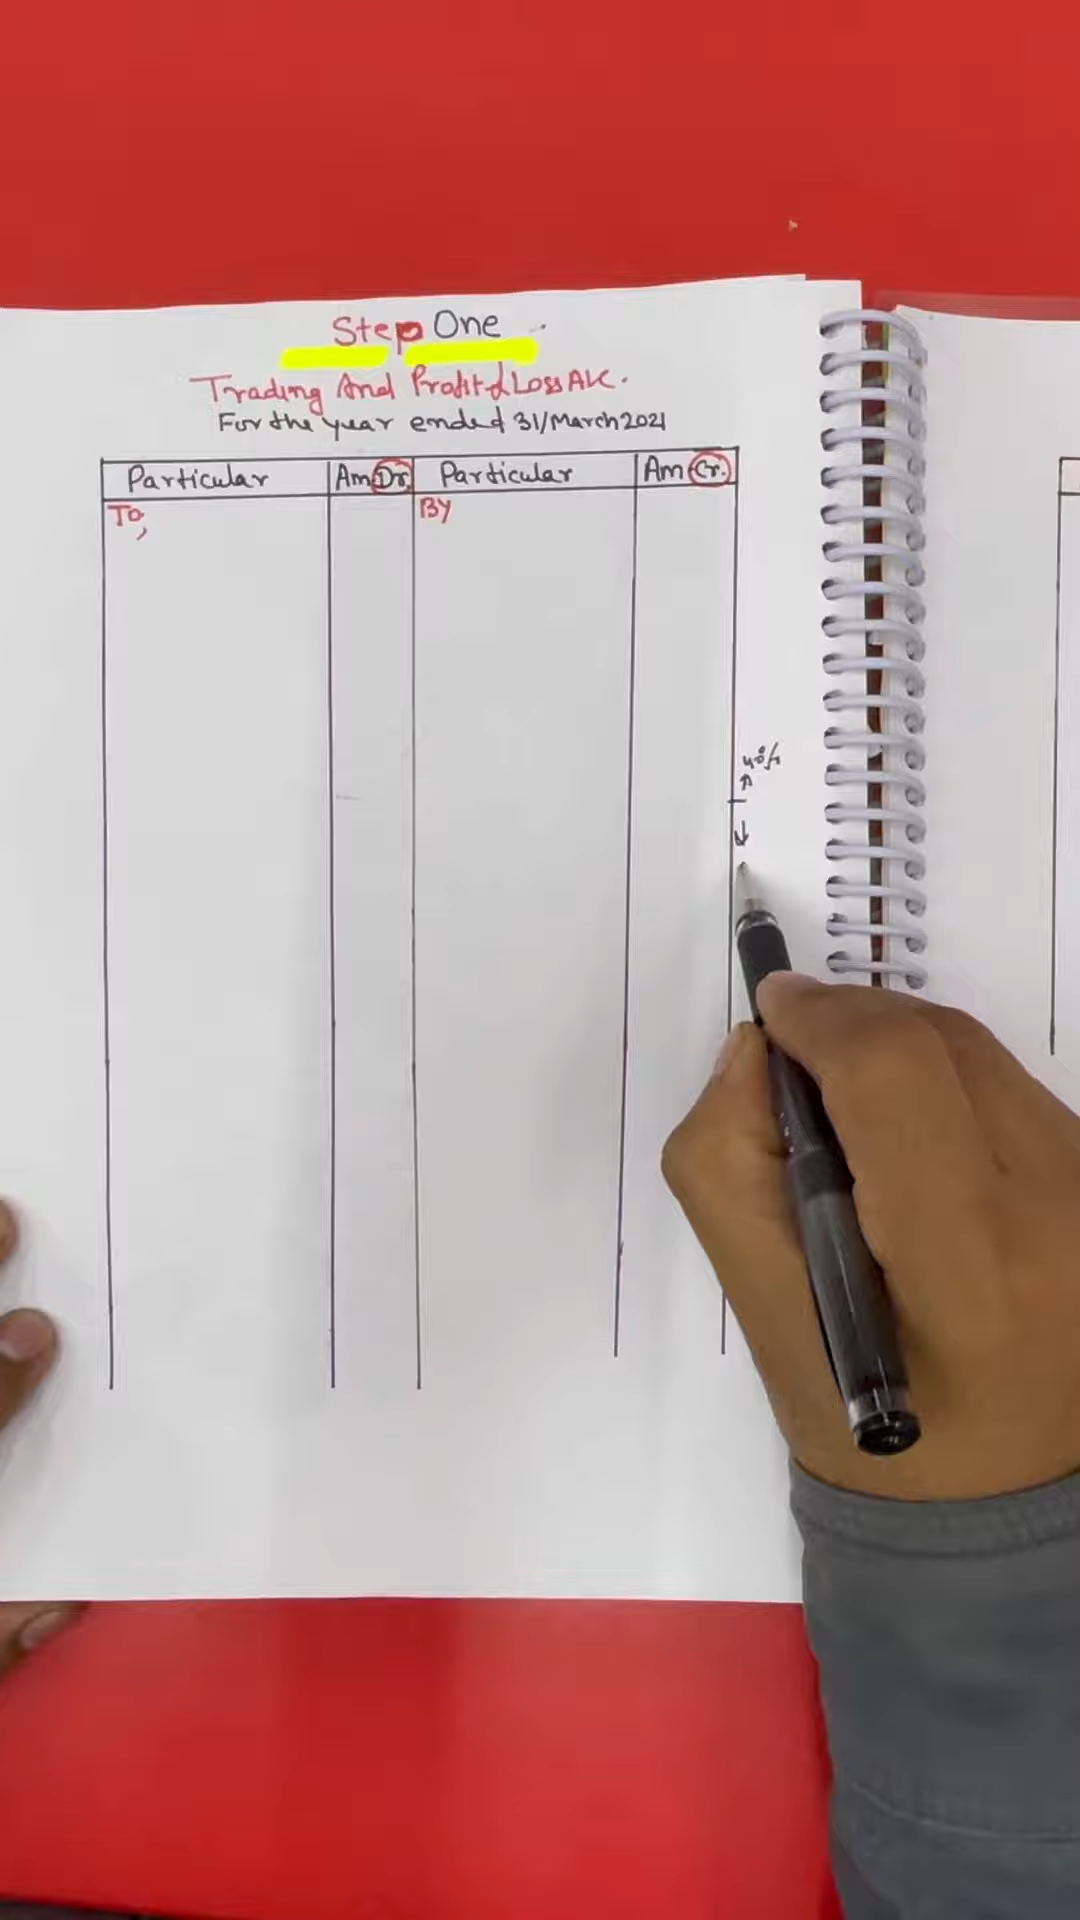 Step One
Trading And Profit & Loss A/c.
For the year ended 31/March 2021
Particular Am Dr. Particular Am Cr.
To, By
40%